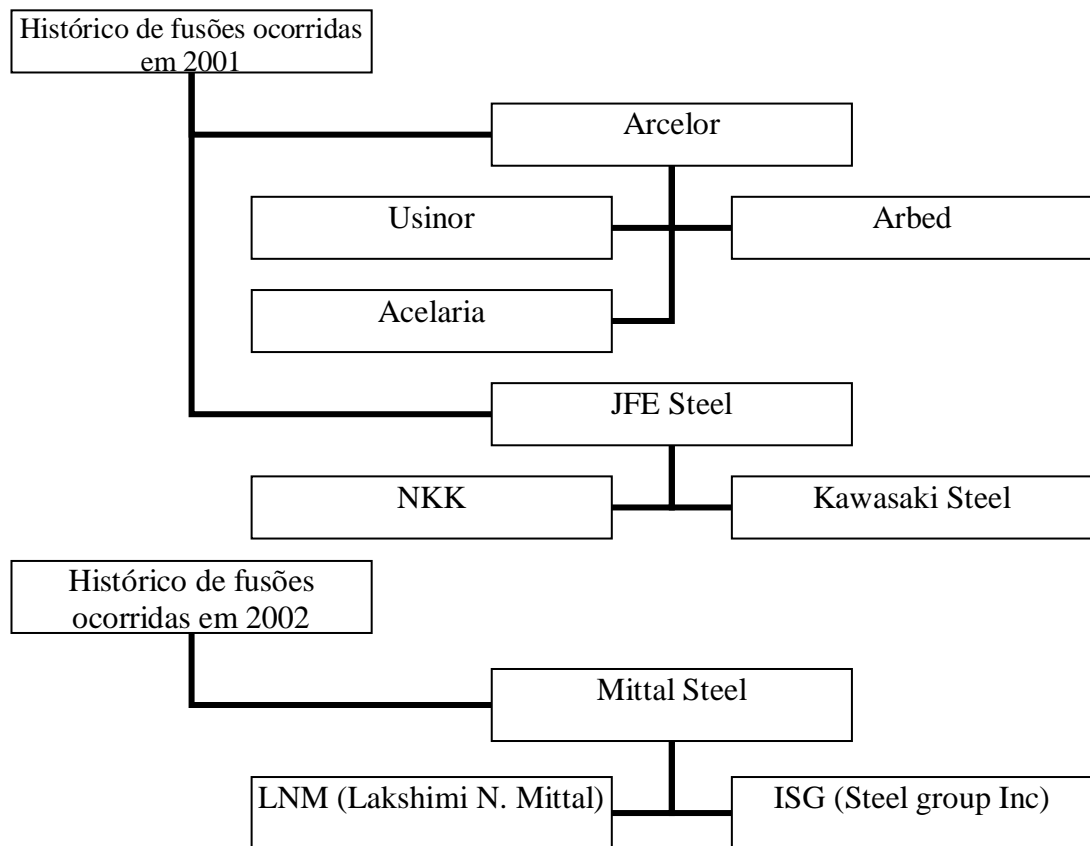 Histórico de fusões ocorridas
em 2001
Arcelor
Usinor
Arbed
Acelaria
JFE Steel
NKK
Kawasaki Steel
Histórico de fusões
ocorridas em 2002
Mittal Steel
LNM (Lakshimi N. Mittal)
ISG (Steel group Inc)